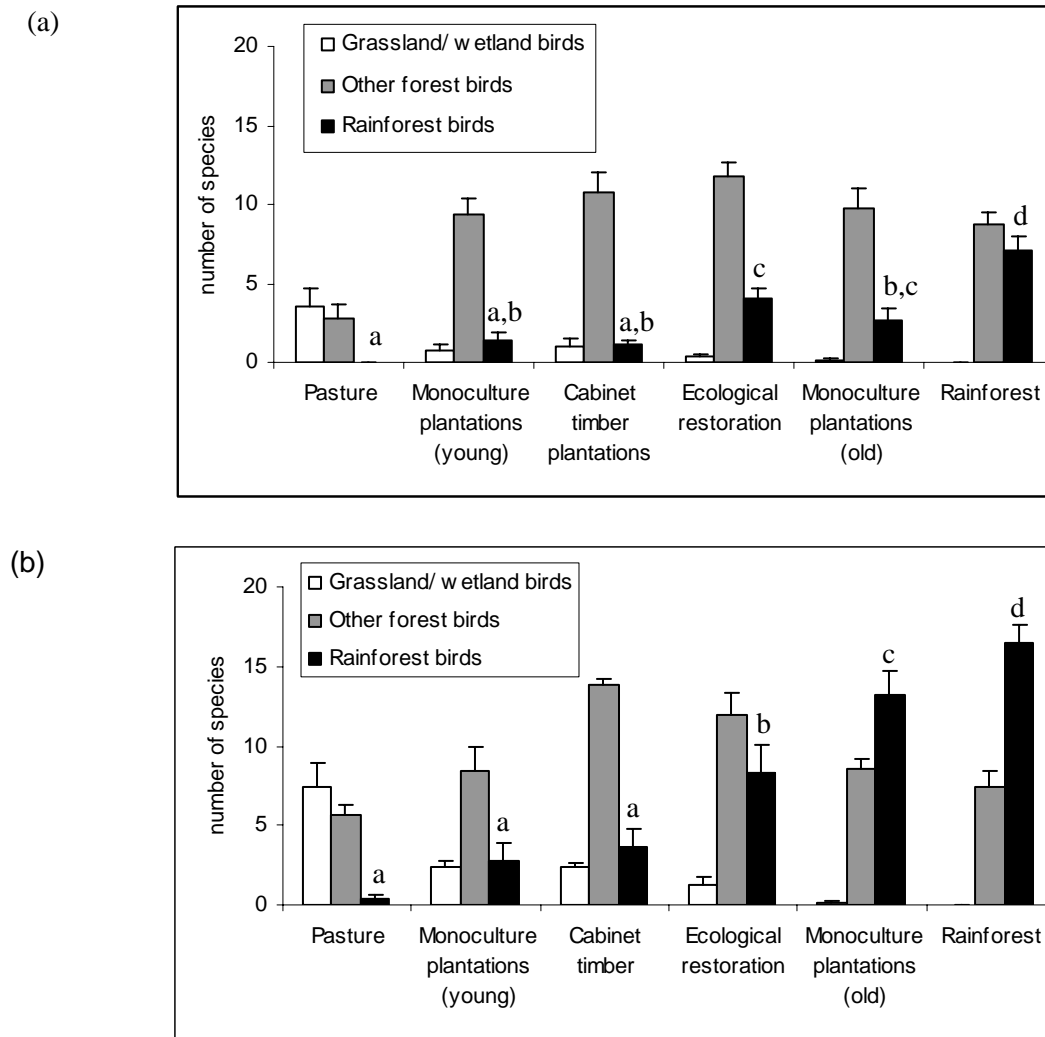 (a)
20
15
10
5
0
number of species
Grassland/ wetland birds
Other forest birds
Rainforest birds
a
a,b
a,b
c
b,c
d
Pasture
Monoculture
plantations
(young)
Cabinet
timber
plantations
Ecological
restoration
Monoculture
plantations
(old)
Rainforest
(b)
20
15
10
5
0
number of species
Grassland/ wetland birds
Other forest birds
Rainforest birds
a
a
a
b
c
d
Pasture
Monoculture
plantations
(young)
Cabinet
timber
Ecological
restoration
Monoculture
plantations
(old)
Rainforest